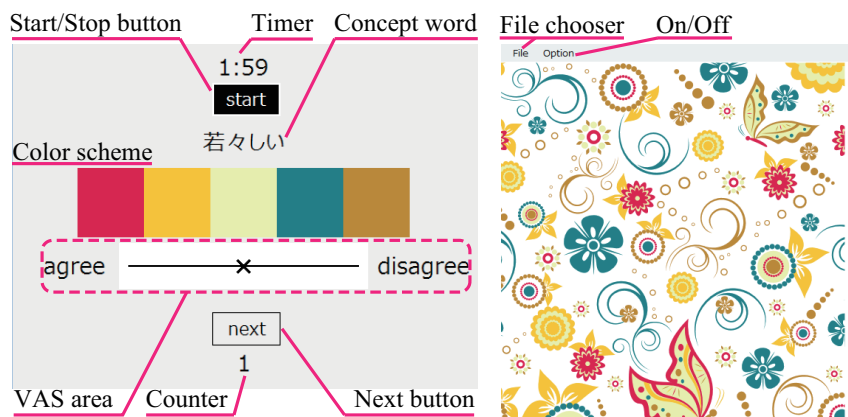 Start/Stop button
Timer
Concept word
1:59
start
若々しい
Color scheme
agree
disagree
next
1
VAS area
Counter
Next button
File chooser
On/Off
File
Option